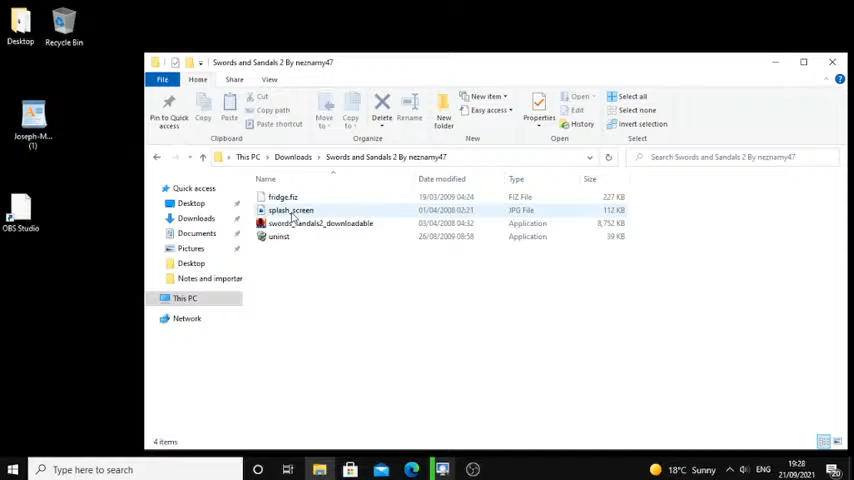 Desktop
Recycle Bin
Joseph-M...
(1)
OBS Studio
Swords and Sandals 2 By neznamy47
File
Home
Share
View
Pin to Quick
access
Copy
Paste
Cut
Copy path
Paste shortcut
Clipboard
Move
to
Copy
to
Delete
Rename
Organize
New
folder
New item
Easy access
New
Properties
Open
Edit
History
Open
Select all
Select none
Invert selection
Select
This PC
Downloads
Swords and Sandals 2 By neznamy47
Search Swords and Sandals 2 By neznamy47
Name
Date modified
Type
Size
Quick access
Desktop
Downloads
Documents
Pictures
Desktop
Notes and importar
This PC
Network
fridge.fiz 19/03/2009 04:24 FIZ File 227 KB
splash_screen 01/04/2008 02:21 JPG File 112 KB
swords_sandals2_downloadable 03/04/2008 04:32 Application 8,752 KB
uninst 26/08/2009 08:58 Application 39 KB
4 items
Type here to search
18°C Sunny
ENG
19:28
21/09/2021
20